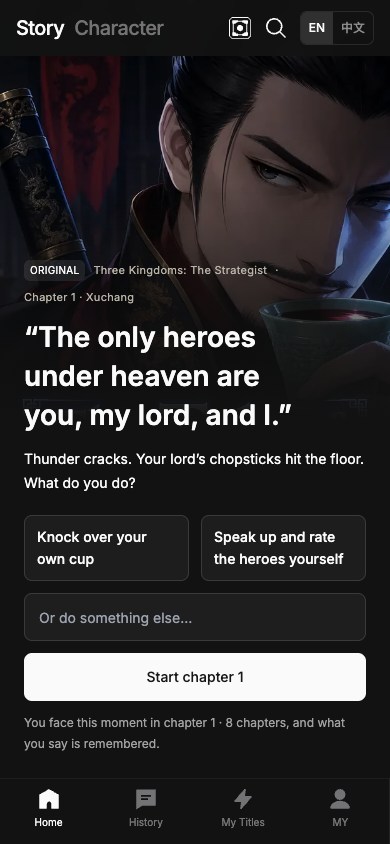 Story Character EN 中文
ORIGINAL Three Kingdoms: The Strategist ·
Chapter 1 · Xuchang
“The only heroes
under heaven are
you, my lord, and I.”
Thunder cracks. Your lord’s chopsticks hit the floor.
What do you do?
Knock over your
own cup
Speak up and rate
the heroes yourself
Or do something else...
Start chapter 1
You face this moment in chapter 1 · 8 chapters, and what
you say is remembered.
Home History My Titles MY